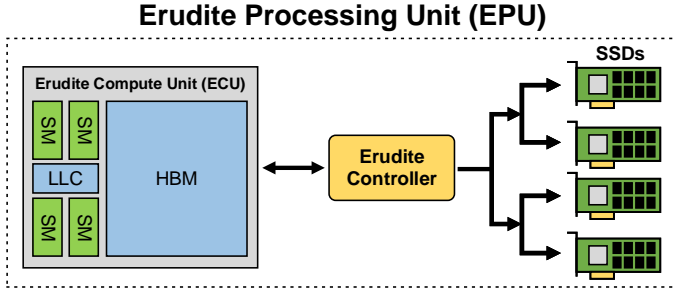 Erudite Processing Unit (EPU)
SSDs
Erudite Compute Unit (ECU)
SM
SM
LLC
HBM
SM
SM
Erudite
Controller